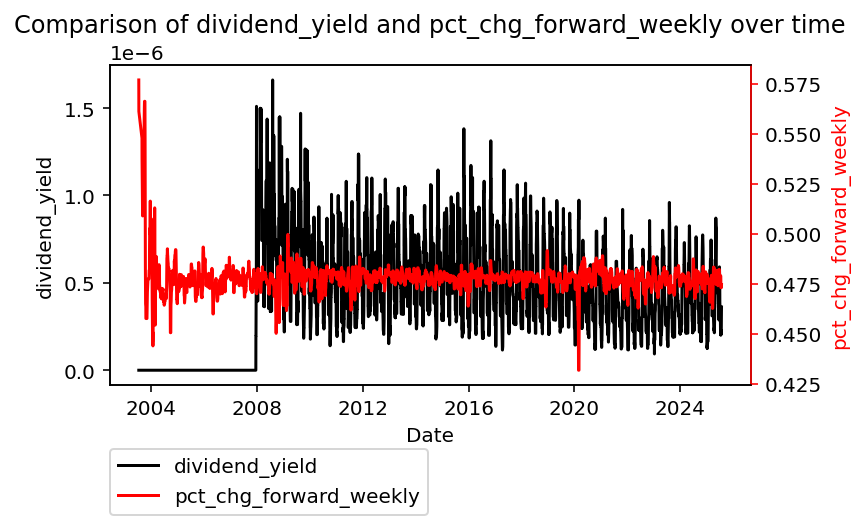 Comparison of dividend_yield and pct_chg_forward_weekly over time
1e−6
1.5
1.0
0.5
0.0
dividend_yield
0.575
0.550
0.525
0.500
0.475
0.450
0.425
pct_chg_forward_weekly
2004
2008
2012
2016
2020
2024
Date
dividend_yield
pct_chg_forward_weekly